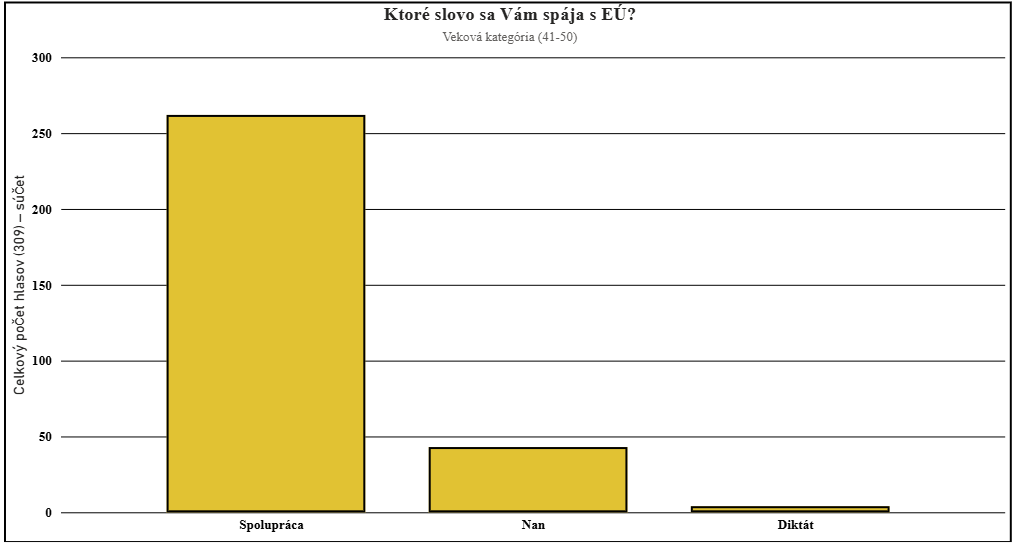 Ktoré slovo sa Vám spája s EÚ?
Veková kategória (41-50)
Celkový počet hlasov (309) – súčet
300
250
200
150
100
50
0
Spolupráca
Nan
Diktát